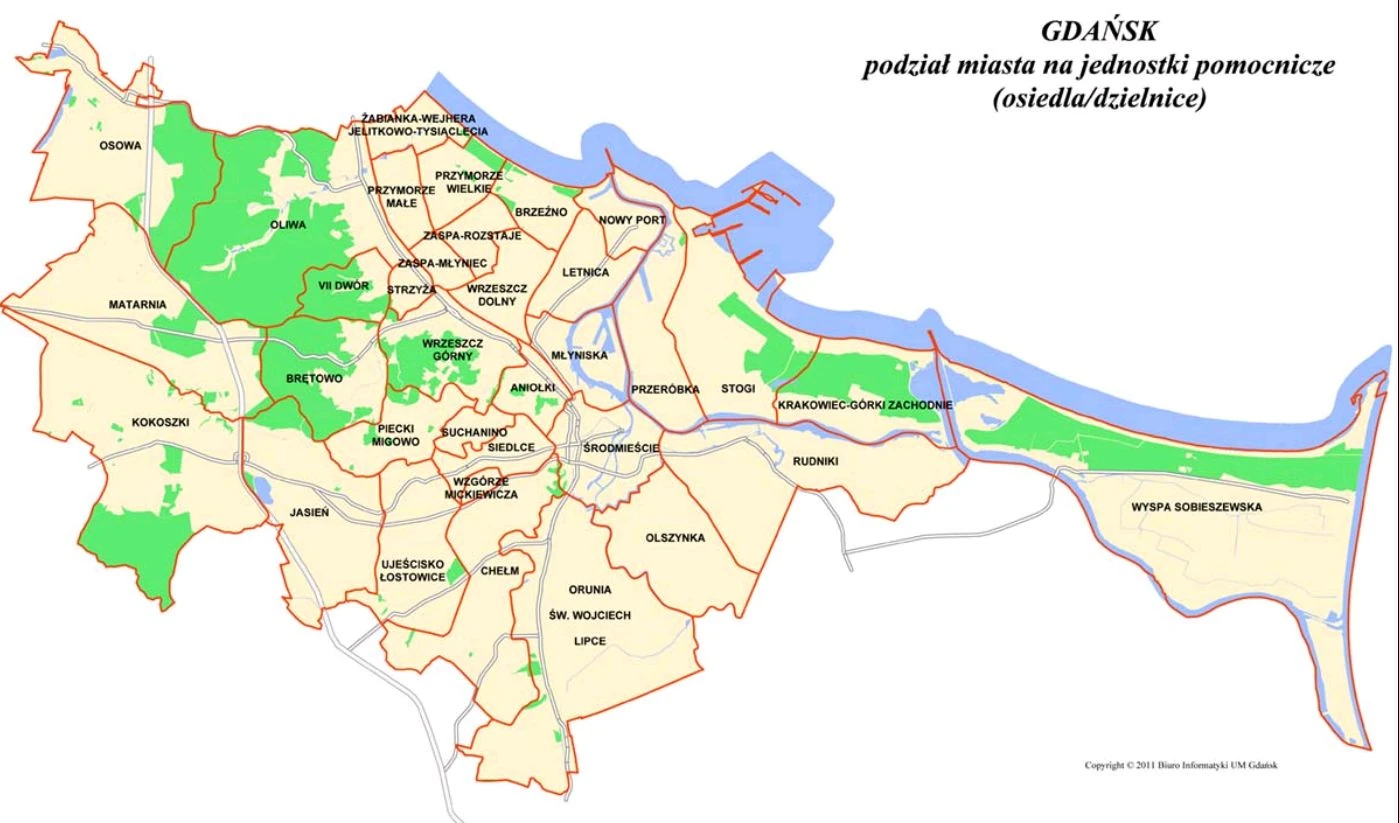 GDAŃSK
podział miasta na jednostki pomocnicze
(osiedla/dzielnice)
ŻABIANKA-WEJHERA
JELITKOWO-TYSIĄCLECIA
OSOWA
PRZYMORZE
WIELKIE
PRZYMORZE
MAŁE
BRZEŹNO
NOWY PORT
OLIWA
ZASPA-ROZSTAJE
ZASPA-MŁYNIEC
LETNICA
VII DWÓR
STRZYŻA
WRZESZCZ
DOLNY
MATARNIA
WRZESZCZ
GÓRNY
MŁYNISKA
BRĘTOWO
ANIOŁKI
PRZERÓBKA
STOGI
KRAKOWIEC-GÓRKI ZACHODNIE
KOKOSZKI
PIECKI
MIGOWO
SUCHANINO
SIEDLCE
ŚRODMIEŚCIE
RUDNIKI
WZGÓRZE
MICKIEWICZA
JASIEŃ
WYSPA SOBIESZEWSKA
OLSZYNKA
UJEŚCISKO
ŁOSTOWICE
CHEŁM
ORUNIA
ŚW. WOJCIECH
LIPCE
Copyright © 2011 Biuro Informatyki UM Gdańsk